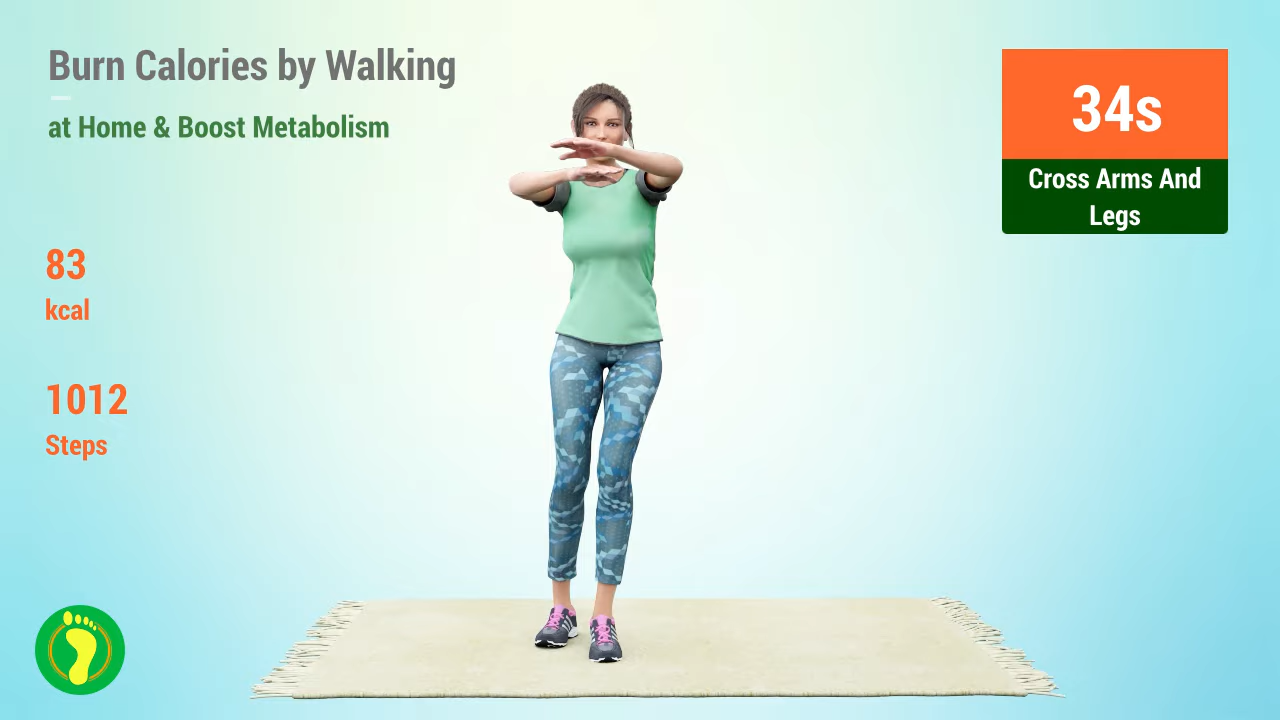 Burn Calories by Walking
at Home & Boost Metabolism
34s
Cross Arms And
Legs
83
kcal
1012
Steps